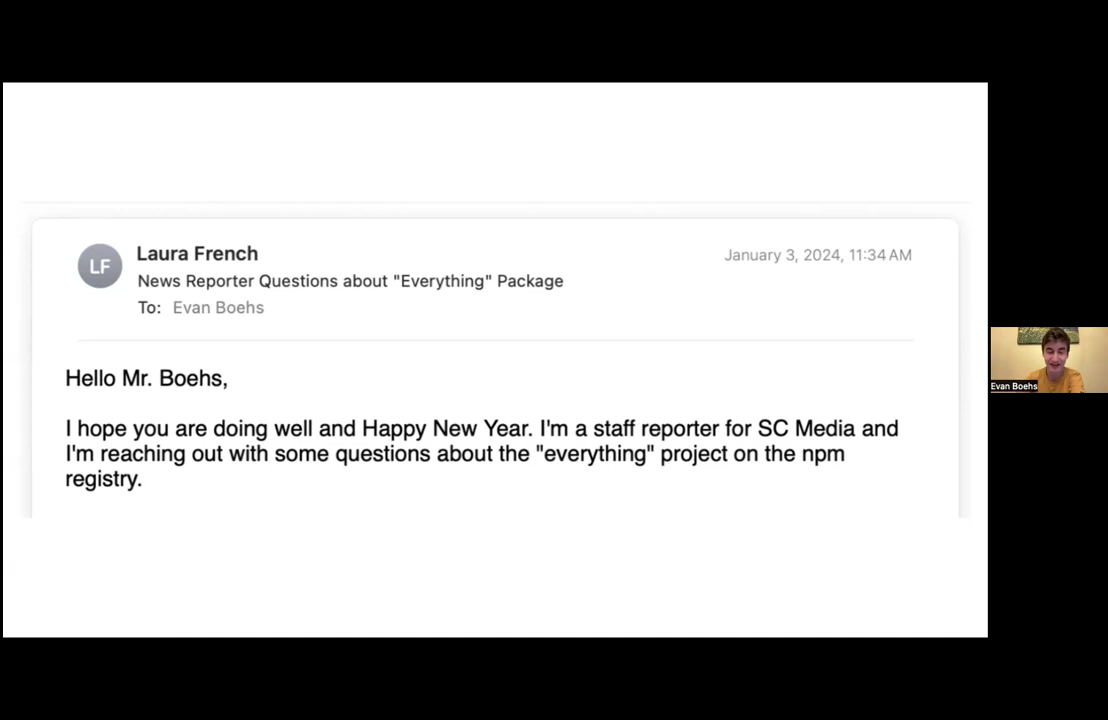 LF
Laura French
January 3, 2024, 11:34 AM
News Reporter Questions about "Everything" Package
To: Evan Boehs
Hello Mr. Boehs,
I hope you are doing well and Happy New Year. I'm a staff reporter for SC Media and
I'm reaching out with some questions about the "everything" project on the npm
registry.
Evan Boehs